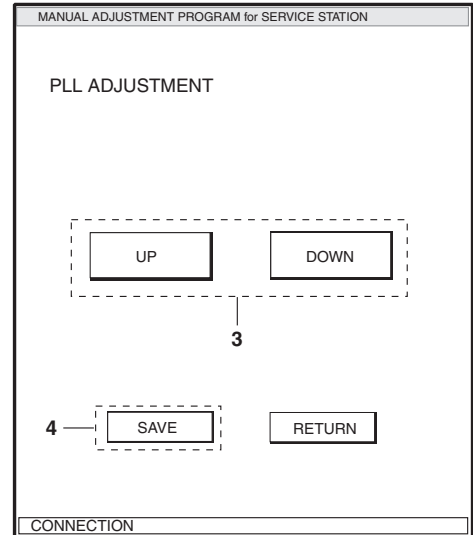 MANUAL ADJUSTMENT PROGRAM for SERVICE STATION
PLL ADJUSTMENT
UP DOWN
3
4 SAVE RETURN
CONNECTION